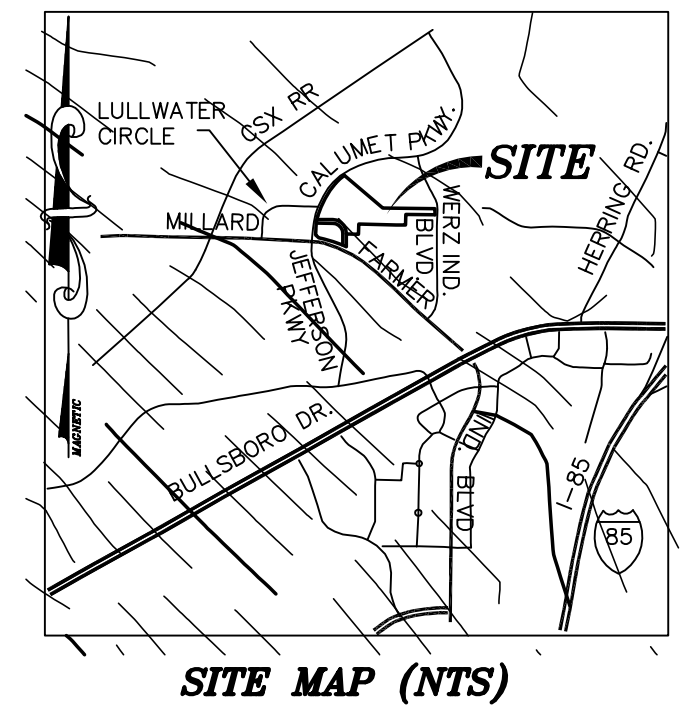 LULLWATER
CIRCLE
CSX RR
CALUMET PKWY.
SITE
HERRING RD.
MILLARD
FARMER
WERZ IND.
BLVD
JEFFERSON
PKWY
MAGNETIC
BULLSBORO DR.
IND. BLVD
I-85
85
SITE MAP (NTS)